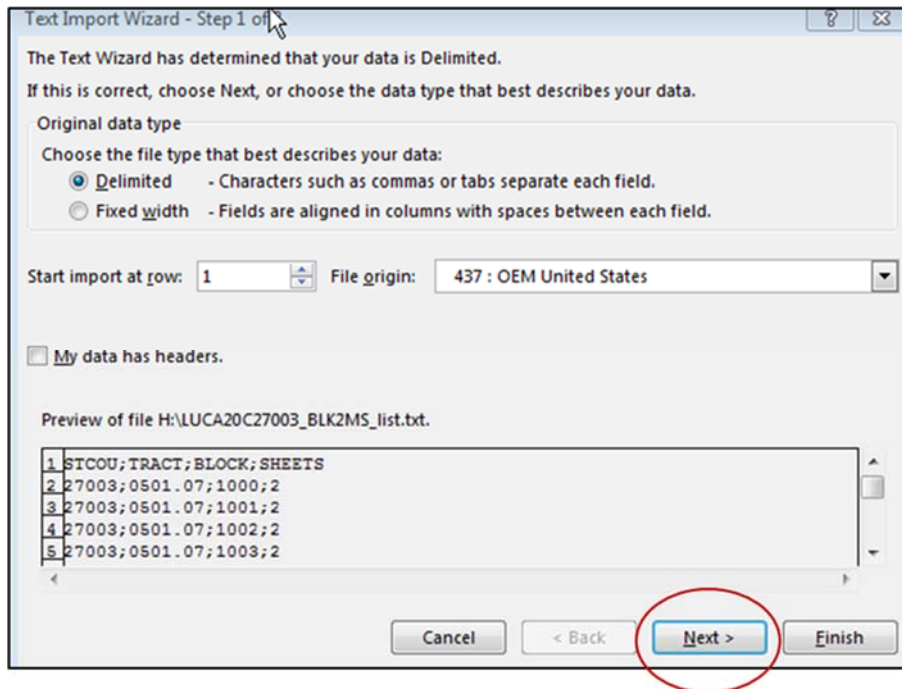 Text Import Wizard - Step 1 of
The Text Wizard has determined that your data is Delimited.
If this is correct, choose Next, or choose the data type that best describes your data.
Original data type
Choose the file type that best describes your data:
Delimited - Characters such as commas or tabs separate each field.
Fixed width - Fields are aligned in columns with spaces between each field.
Start import at row: 1 File origin: 437 : OEM United States
My data has headers.
Preview of file H:\LUCA20C27003_BLK2MS_list.txt.
1 STCOU;TRACT;BLOCK;SHEETS
2 27003;0501.07;1000;2
3 27003;0501.07;1001;2
4 27003;0501.07;1002;2
5 27003;0501.07;1003;2
Cancel < Back Next > Finish